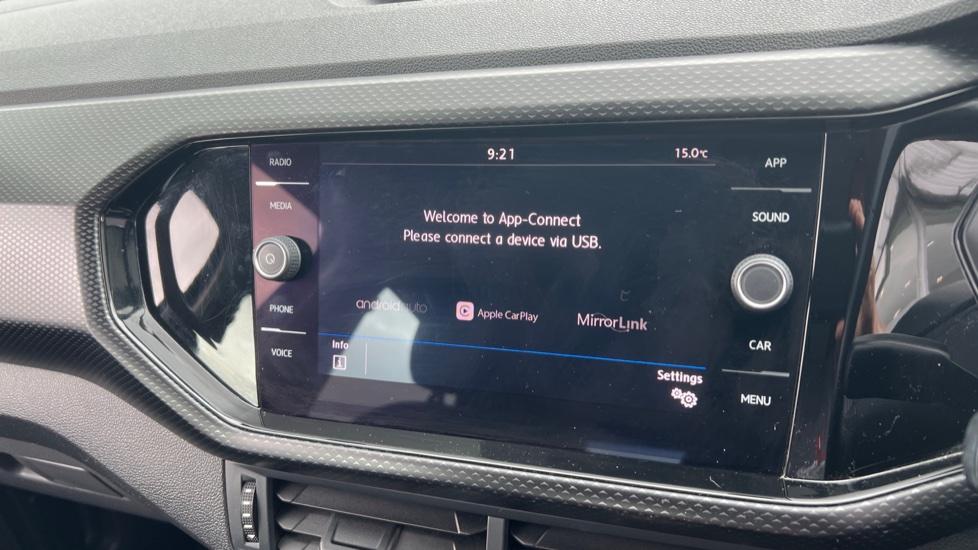 RADIO
MEDIA
PHONE
VOICE
9:21
15.0℃
Welcome to App-Connect
Please connect a device via USB.
androidauto
Apple CarPlay
MirrorLink
Info
i
Settings
APP
SOUND
CAR
MENU